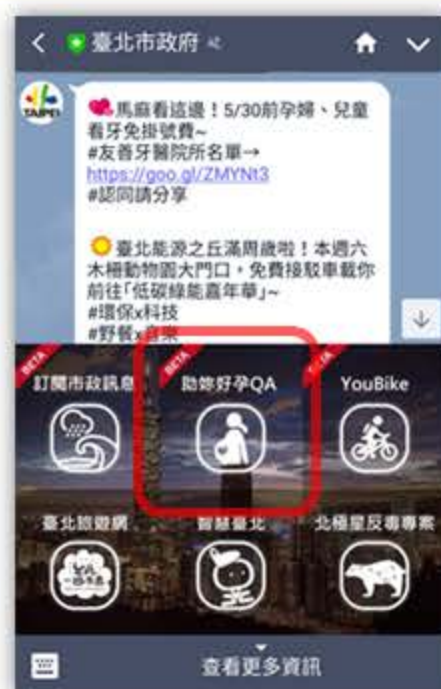 臺北市政府
TAIPEI
馬麻看這邊！5/30前孕婦、兒童
看牙免掛號費~
#友善牙醫院所名單→
https://goo.gl/ZMYNt3
#認同請分享
臺北能源之丘滿周歲啦！本週六
木柵動物園大門口，免費接駁車載你
前往「低碳綠能嘉年華」~
#環保x科技
#野餐x音樂
BETA
訂閱市政訊息
BETA
助妳好孕QA
BETA
YouBike
臺北旅遊網
智慧臺北
北極星反毒專案
查看更多資訊